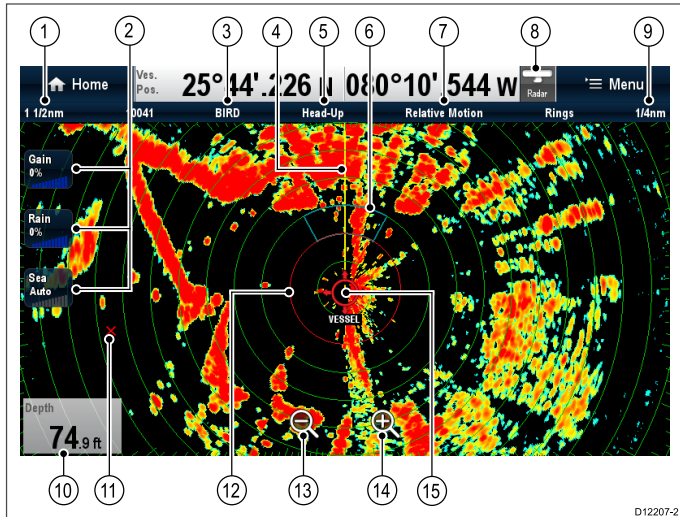 1 2 3 4 5 6 7 8 9
Home Ves. Pos. 25°44'.226 N 080°10'.544 W Radar Menu
1 1/2nm 0041 BIRD Head-Up Relative Motion Rings 1/4nm
Gain
0%
Rain
0%
Sea
Auto
VESSEL
Depth
74.9 ft
10 11 12 13 14 15
D12207-2